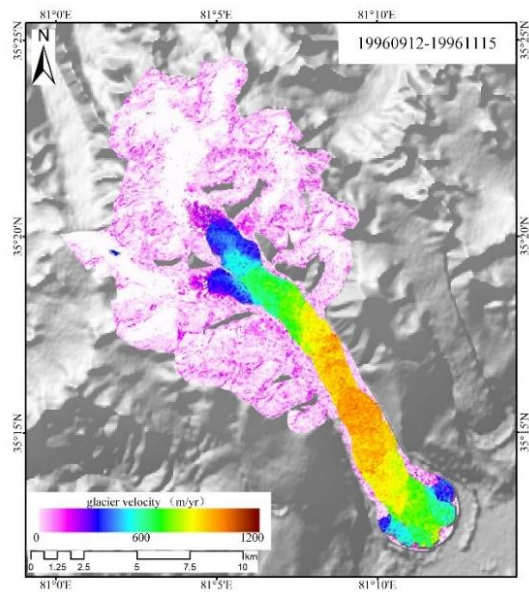 81°0'E 81°5'E 81°10'E
N
19960912-19961115
35°25'N 35°25'N
35°20'N 35°20'N
35°15'N 35°15'N
glacier velocity （m/yr）
0 600 1200
0 1.25 2.5 5 7.5 10
km
81°0'E 81°5'E 81°10'E